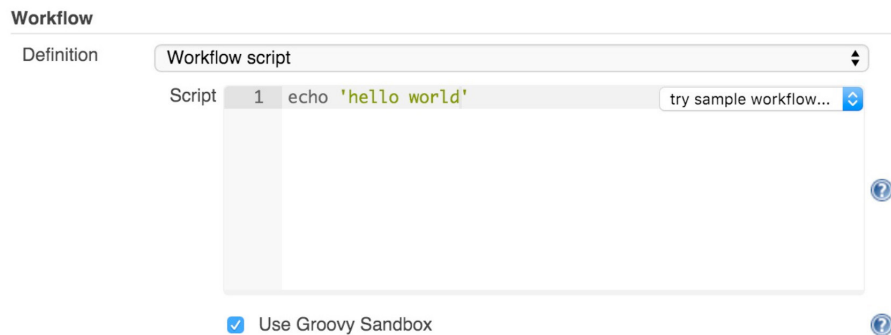 Workflow
Definition Workflow script
Script 1 echo 'hello world' try sample workflow...
Use Groovy Sandbox